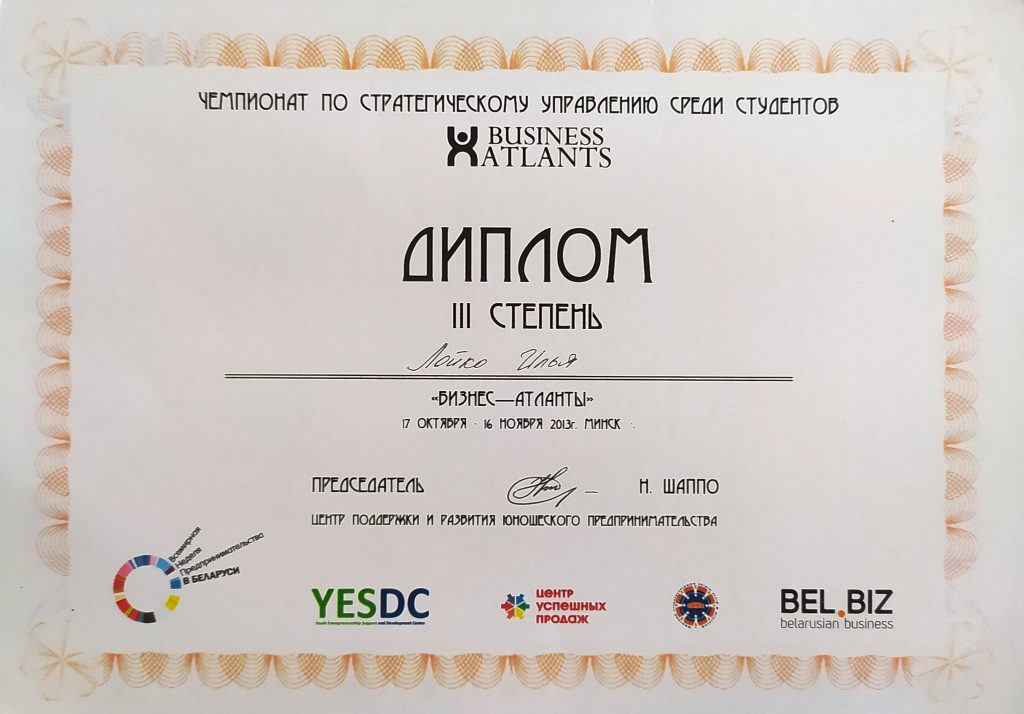 ЧЕМПИОНАТ ПО СТРАТЕГИЧЕСКОМУ УПРАВЛЕНИЮ СРЕДИ СТУДЕНТОВ
BUSINESS
ATLANTS
ДИПЛОМ
III СТЕПЕНЬ
Лойко Илья
«БИЗНЕС—АТЛАНТЫ»
17 ОКТЯБРЯ - 16 НОЯБРЯ 2013г. МИНСК
ПРЕДСЕДАТЕЛЬ Н. ШАППО
ЦЕНТР ПОДДЕРЖКИ И РАЗВИТИЯ ЮНОШЕСКОГО ПРЕДПРИНИМАТЕЛЬСТВА
Всемирная
Неделя
Предпринимательства
В БЕЛАРУСИ
YESDC
Youth Entrepreneurship Support and Development Centre
ЦЕНТР
УСПЕШНЫХ
ПРОДАЖ
BEL.BIZ
belarusian business